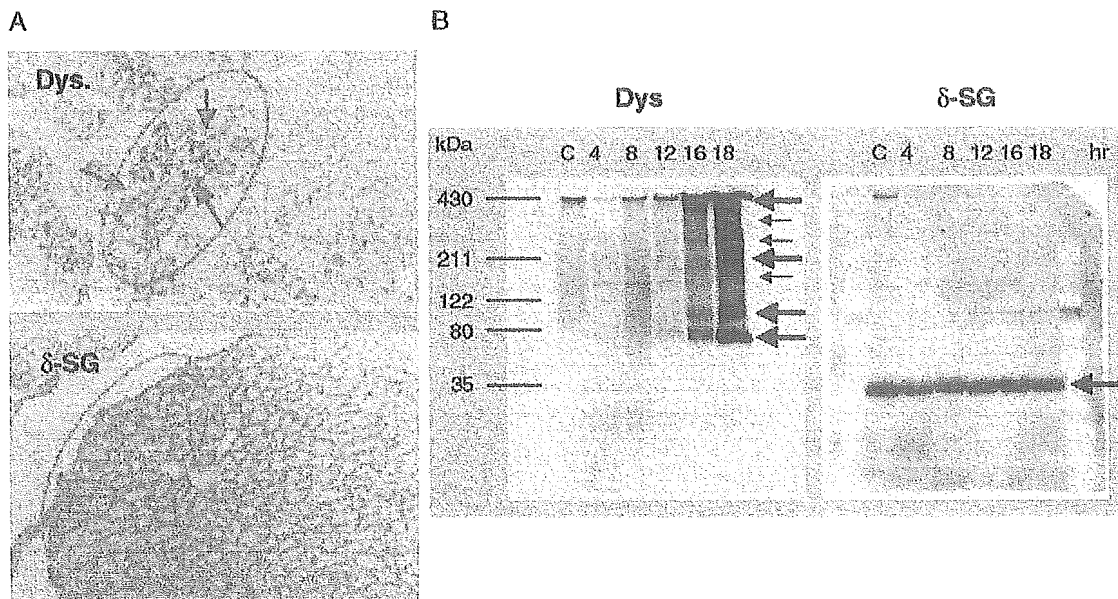 A
B
Dys.
δ-SG
Dys
δ-SG
kDa
C 4 8 12 16 18
C 4 8 12 16 18 hr
430
211
122
80
35